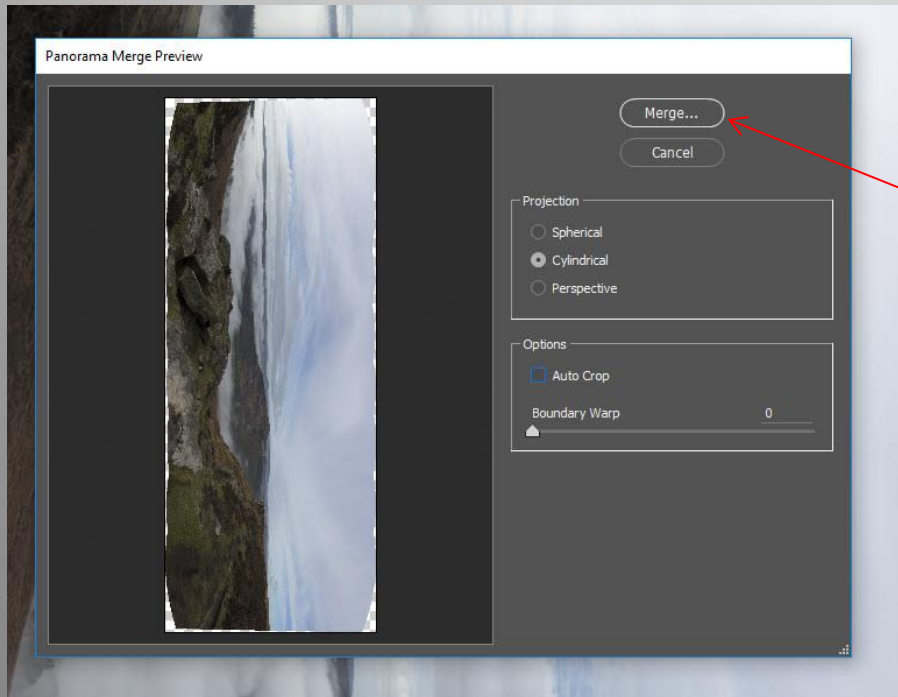 Panorama Merge Preview
Merge...
Cancel
Projection
Spherical
Cylindrical
Perspective
Options
Auto Crop
Boundary Warp 0